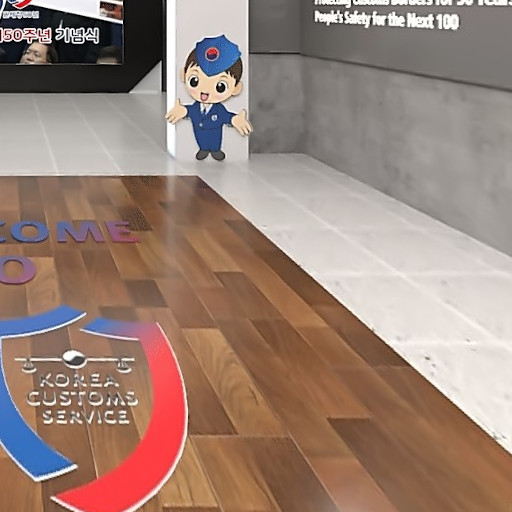 50주년 기념식
Protecting Customs Borders for 50 Years
People's Safety for the Next 100
COME
O
KOREA
CUSTOMS
SERVICE